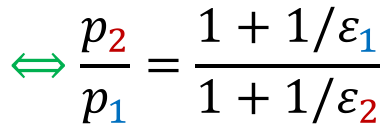 ⇔ p₂/p₁ = (1 + 1/ε₁)/(1 + 1/ε₂)